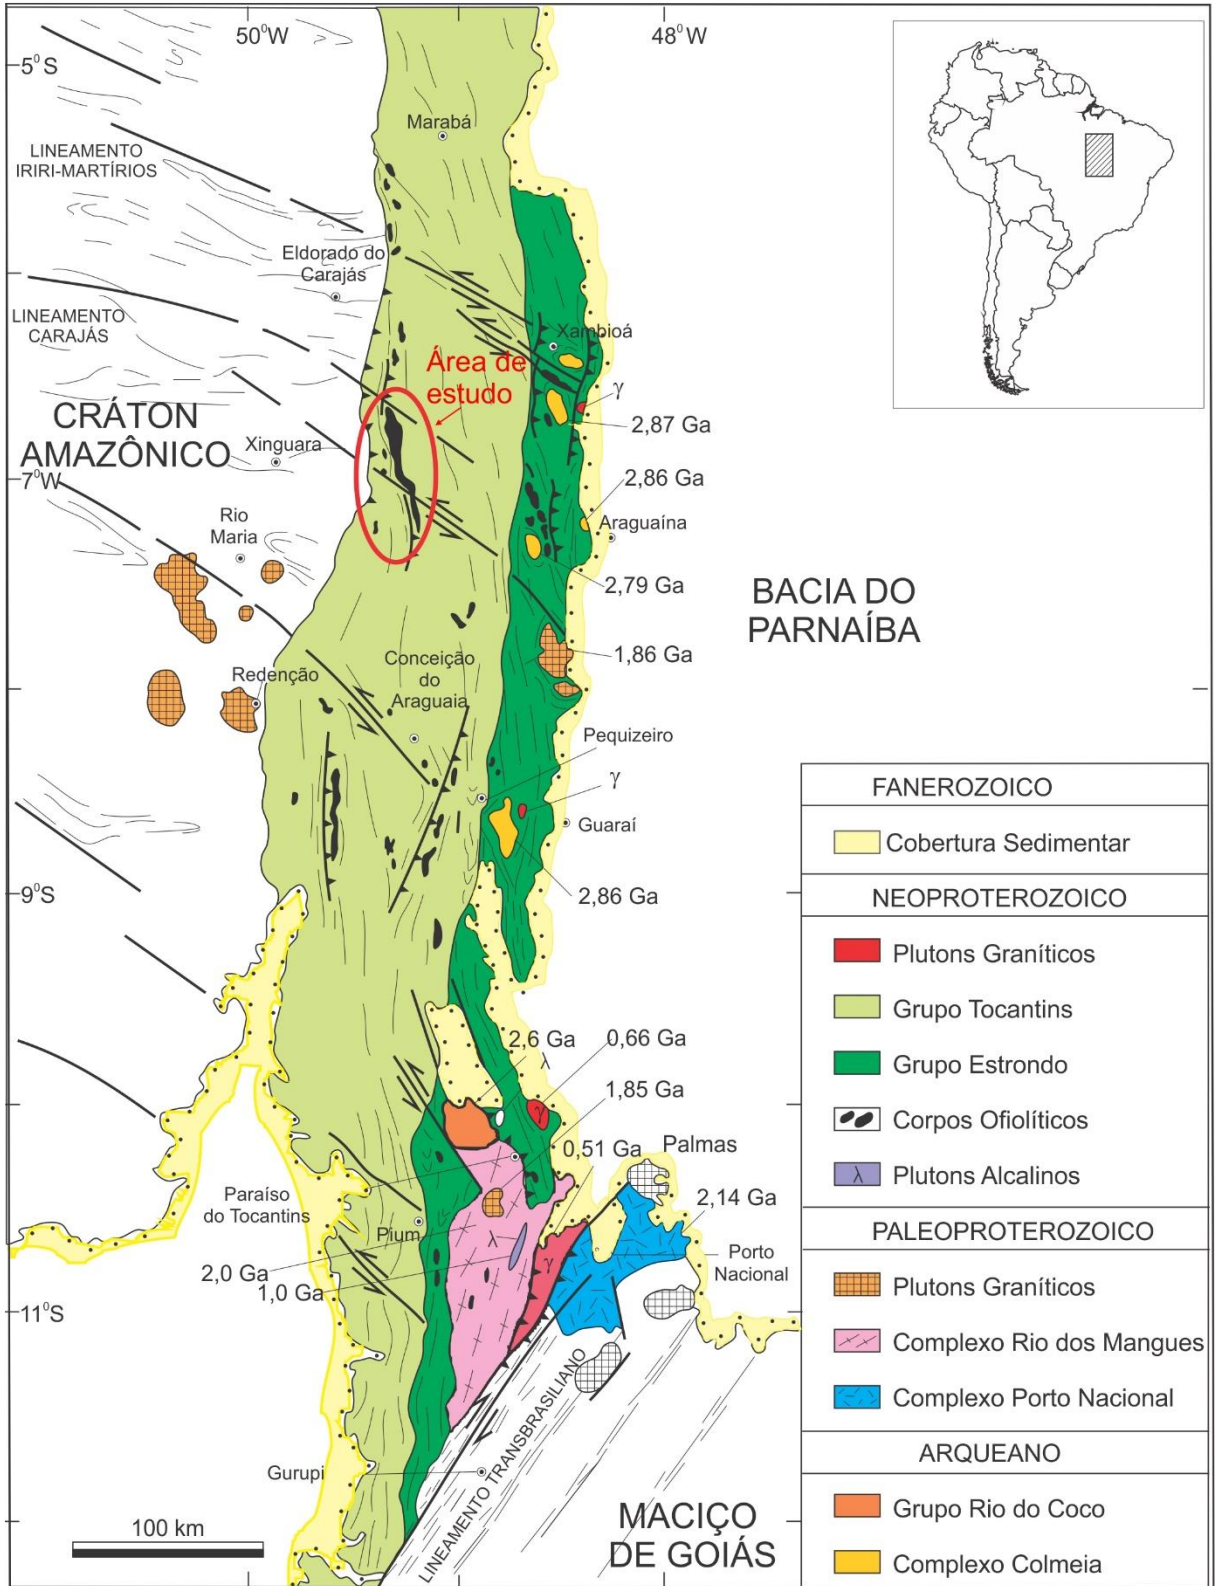 50°W
48°W
5°S
Marabá
LINEAMENTO
IRIRI-MARTÍRIOS
Eldorado do
Carajás
LINEAMENTO
CARAJÁS
Xambioá
Área de
estudo
γ
CRÁTON
AMAZÔNICO
2,87 Ga
Xinguara
7°W
2,86 Ga
Rio
Maria
Araguaína
2,79 Ga
BACIA DO
PARNAÍBA
1,86 Ga
Conceição
do
Araguaia
Redenção
Pequizeiro
γ
Guaraí
2,86 Ga
9°S
2,6 Ga
0,66 Ga
λ
1,85 Ga
γ
0,51 Ga
Palmas
Paraíso
do Tocantins
2,14 Ga
Pium
λ
γ
Porto
Nacional
2,0 Ga
1,0 Ga
11°S
LINEAMENTO TRANSBRASILIANO
Gurupi
100 km
MACIÇO
DE GOIÁS
FANEROZOICO
Cobertura Sedimentar
NEOPROTEROZOICO
Plutons Graníticos
Grupo Tocantins
Grupo Estrondo
Corpos Ofiolíticos
λ Plutons Alcalinos
PALEOPROTEROZOICO
Plutons Graníticos
Complexo Rio dos Mangues
Complexo Porto Nacional
ARQUEANO
Grupo Rio do Coco
Complexo Colmeia